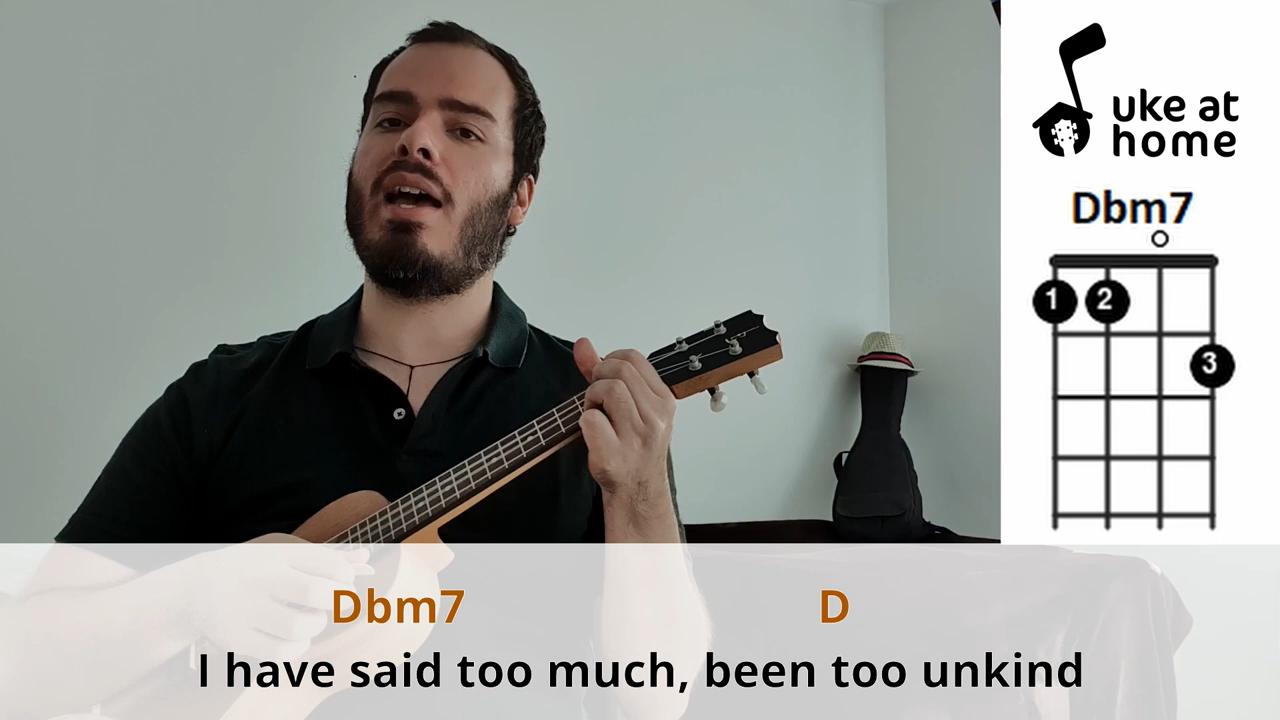 uke at
home
Dbm7
1 2
3
Dbm7 D
I have said too much, been too unkind